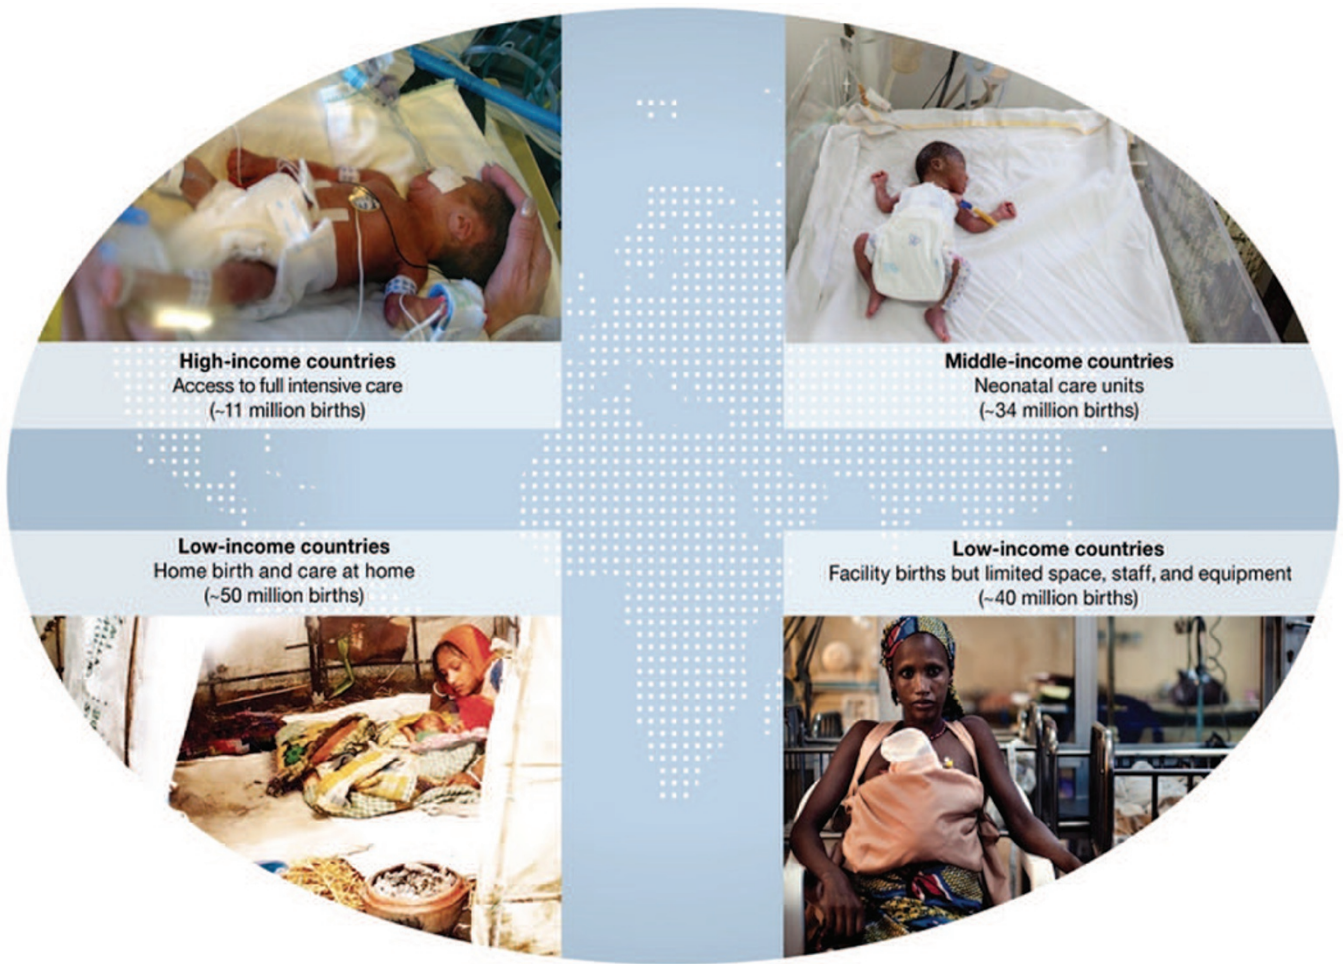 High-income countries
Access to full intensive care
(~11 million births)
Middle-income countries
Neonatal care units
(~34 million births)
Low-income countries
Home birth and care at home
(~50 million births)
Low-income countries
Facility births but limited space, staff, and equipment
(~40 million births)